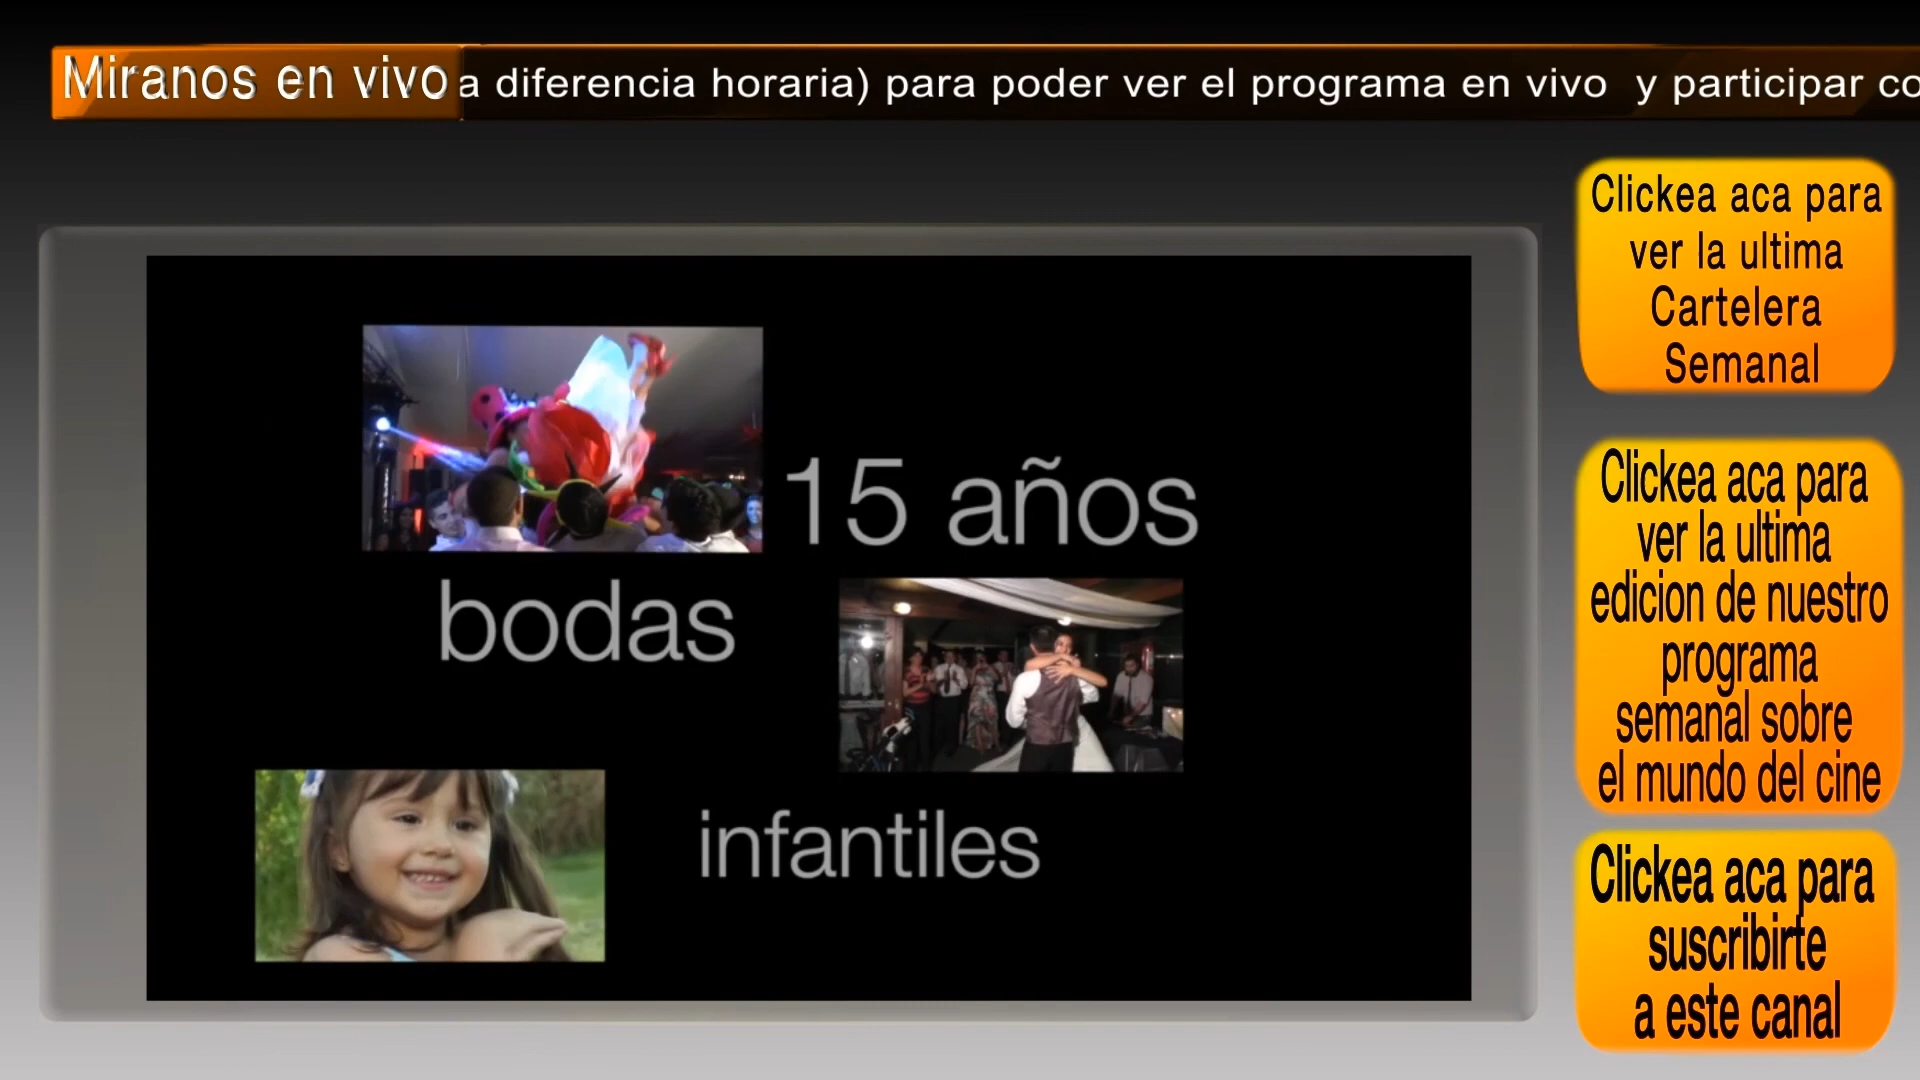 Miranos en vivo
a diferencia horaria) para poder ver el programa en vivo y participar co
Clickea aca para
ver la ultima
Cartelera
Semanal
15 años
bodas
infantiles
Clickea aca para
ver la ultima
edicion de nuestro
programa
semanal sobre
el mundo del cine
Clickea aca para
suscribirte
a este canal